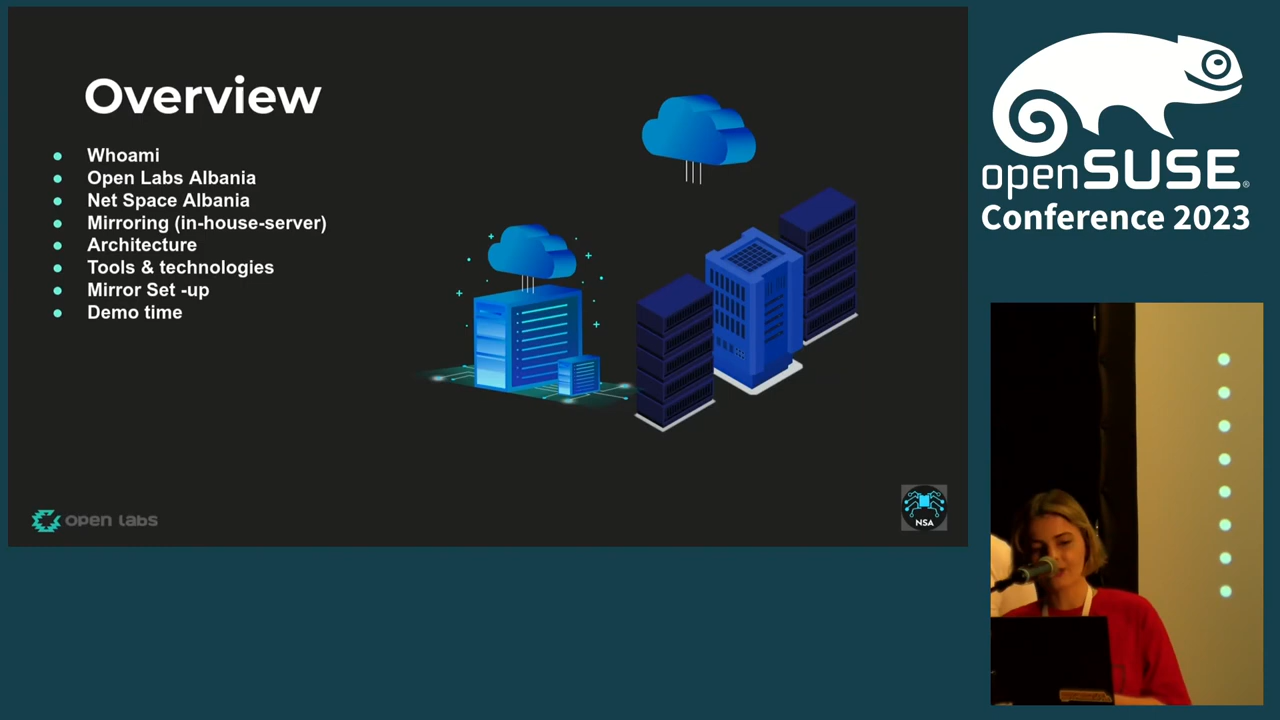 Overview
Whoami
Open Labs Albania
Net Space Albania
Mirroring (in-house-server)
Architecture
Tools & technologies
Mirror Set -up
Demo time
open labs
NSA
openSUSE®
Conference 2023